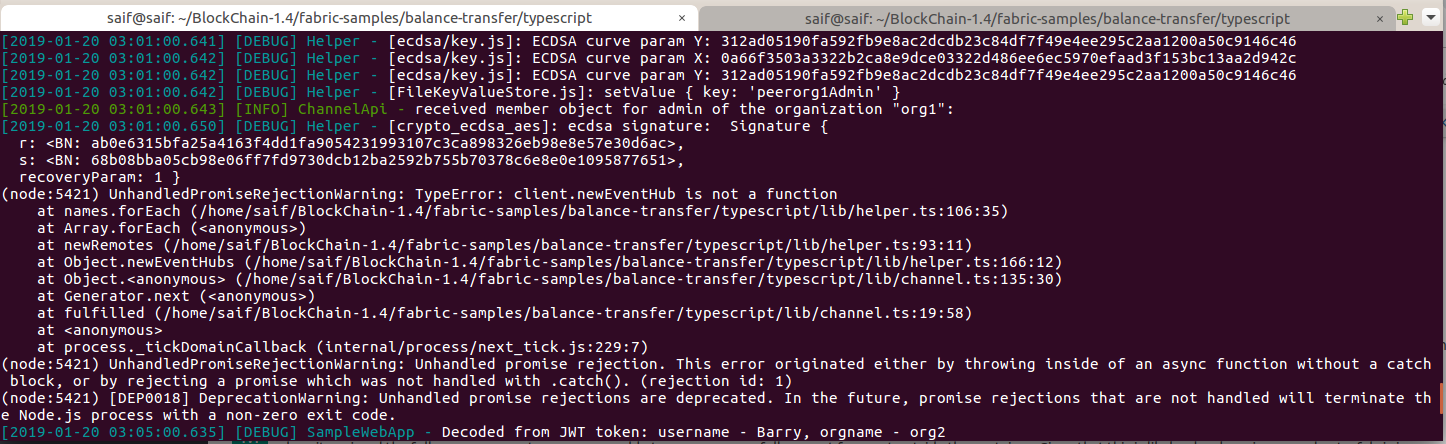 saif@saif: ~/BlockChain-1.4/fabric-samples/balance-transfer/typescript × saif@saif: ~/BlockChain-1.4/fabric-samples/balance-transfer/typescript ×
[2019-01-20 03:01:00.641] [DEBUG] Helper - [ecdsa/key.js]: ECDSA curve param Y: 312ad05190fa592fb9e8ac2dcdb23c84df7f49e4ee295c2aa1200a50c9146c46
[2019-01-20 03:01:00.642] [DEBUG] Helper - [ecdsa/key.js]: ECDSA curve param X: 0a66f3503a3322b2ca8e9dce03322d486ee6ec5970efaad3f153bc13aa2d942c
[2019-01-20 03:01:00.642] [DEBUG] Helper - [ecdsa/key.js]: ECDSA curve param Y: 312ad05190fa592fb9e8ac2dcdb23c84df7f49e4ee295c2aa1200a50c9146c46
[2019-01-20 03:01:00.642] [DEBUG] Helper - [FileKeyValueStore.js]: setValue { key: 'peerorg1Admin' }
[2019-01-20 03:01:00.643] [INFO] ChannelApi - received member object for admin of the organization "org1":
[2019-01-20 03:01:00.650] [DEBUG] Helper - [crypto_ecdsa_aes]: ecdsa signature:  Signature {
  r: <BN: ab0e6315bfa25a4163f4dd1fa9054231993107c3ca898326eb98e8e57e30d6ac>,
  s: <BN: 68b08bba05cb98e06ff7fd9730dcb12ba2592b755b70378c6e8e0e1095877651>,
  recoveryParam: 1 }
(node:5421) UnhandledPromiseRejectionWarning: TypeError: client.newEventHub is not a function
    at names.forEach (/home/saif/BlockChain-1.4/fabric-samples/balance-transfer/typescript/lib/helper.ts:106:35)
    at Array.forEach (<anonymous>)
    at newRemotes (/home/saif/BlockChain-1.4/fabric-samples/balance-transfer/typescript/lib/helper.ts:93:11)
    at Object.newEventHubs (/home/saif/BlockChain-1.4/fabric-samples/balance-transfer/typescript/lib/helper.ts:166:12)
    at Object.<anonymous> (/home/saif/BlockChain-1.4/fabric-samples/balance-transfer/typescript/lib/channel.ts:135:30)
    at Generator.next (<anonymous>)
    at fulfilled (/home/saif/BlockChain-1.4/fabric-samples/balance-transfer/typescript/lib/channel.ts:19:58)
    at <anonymous>
    at process._tickDomainCallback (internal/process/next_tick.js:229:7)
(node:5421) UnhandledPromiseRejectionWarning: Unhandled promise rejection. This error originated either by throwing inside of an async function without a catch
 block, or by rejecting a promise which was not handled with .catch(). (rejection id: 1)
(node:5421) [DEP0018] DeprecationWarning: Unhandled promise rejections are deprecated. In the future, promise rejections that are not handled will terminate th
e Node.js process with a non-zero exit code.
[2019-01-20 03:05:00.635] [DEBUG] SampleWebApp - Decoded from JWT token: username - Barry, orgname - org2